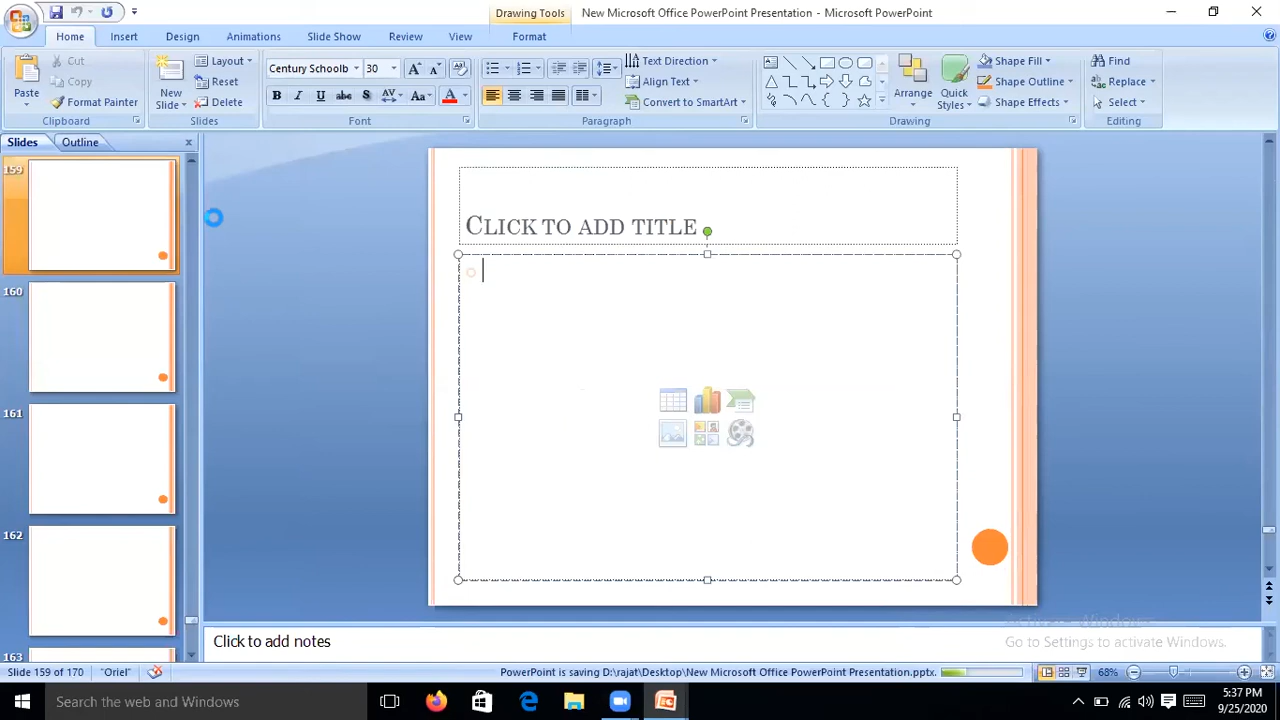 Drawing Tools
New Microsoft Office PowerPoint Presentation - Microsoft PowerPoint
Home Insert Design Animations Slide Show Review View Format
Paste
Cut
Copy
Format Painter
Clipboard
New Slide
Layout
Reset
Delete
Slides
Century Schoolb 30
B I U abc S AV Aa A
Font
Text Direction
Align Text
Convert to SmartArt
Paragraph
Arrange
Quick Styles
Shape Fill
Shape Outline
Shape Effects
Drawing
Find
Replace
Select
Editing
Slides Outline
159
160
161
162
163
CLICK TO ADD TITLE
Click to add notes
Go to Settings to activate Windows.
Slide 159 of 170 "Oriel" PowerPoint is saving D:\rajat\Desktop\New Microsoft Office PowerPoint Presentation.pptx. 68%
Search the web and Windows
5:37 PM
9/25/2020